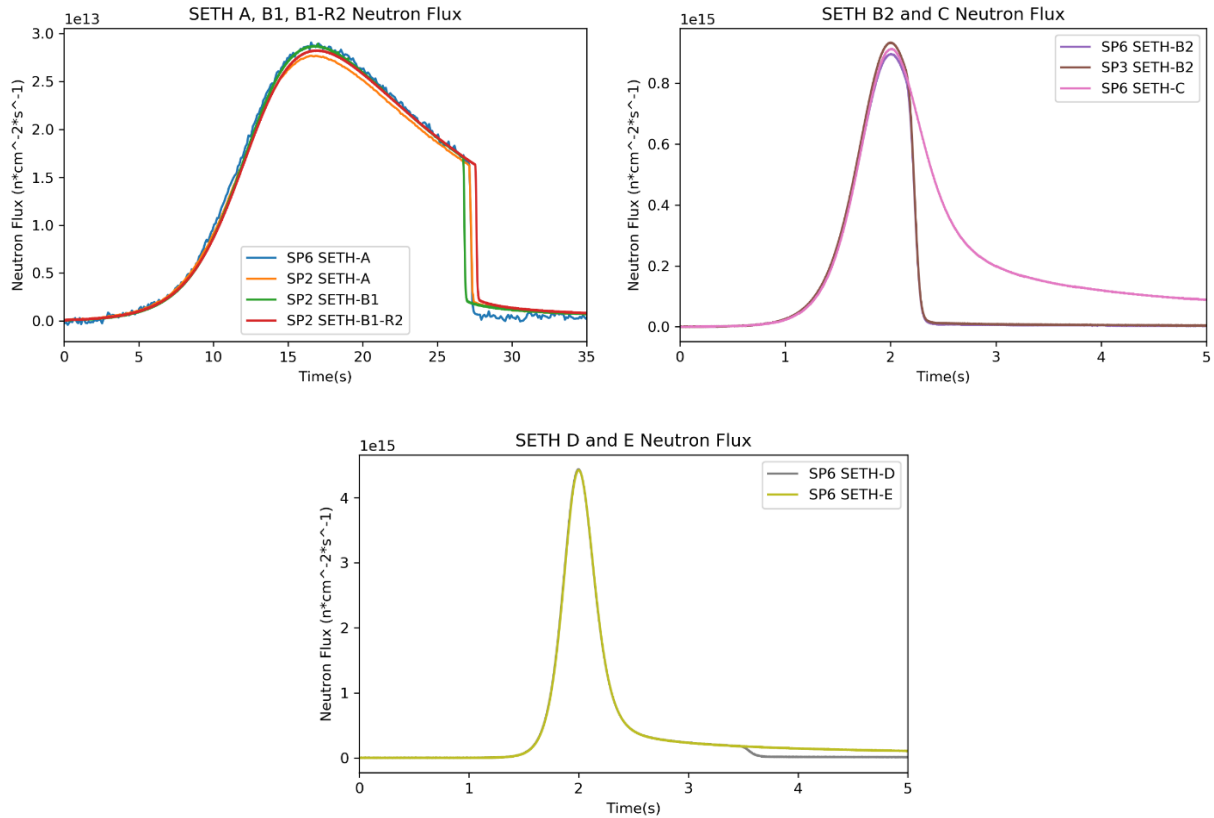 SETH A, B1, B1-R2 Neutron Flux
1e13
3.0
2.5
2.0
1.5
1.0
0.5
0.0
Neutron Flux (n*cm^-2*s^-1)
SP6 SETH-A
SP2 SETH-A
SP2 SETH-B1
SP2 SETH-B1-R2
0 5 10 15 20 25 30 35
Time(s)
SETH B2 and C Neutron Flux
1e15
0.9
0.6
0.3
0.0
Neutron Flux (n*cm^-2*s^-1)
SP6 SETH-B2
SP3 SETH-B2
SP6 SETH-C
0 1 2 3 4 5
Time(s)
SETH D and E Neutron Flux
1e15
4
3
2
1
0
Neutron Flux (n*cm^-2*s^-1)
SP6 SETH-D
SP6 SETH-E
0 1 2 3 4 5
Time(s)